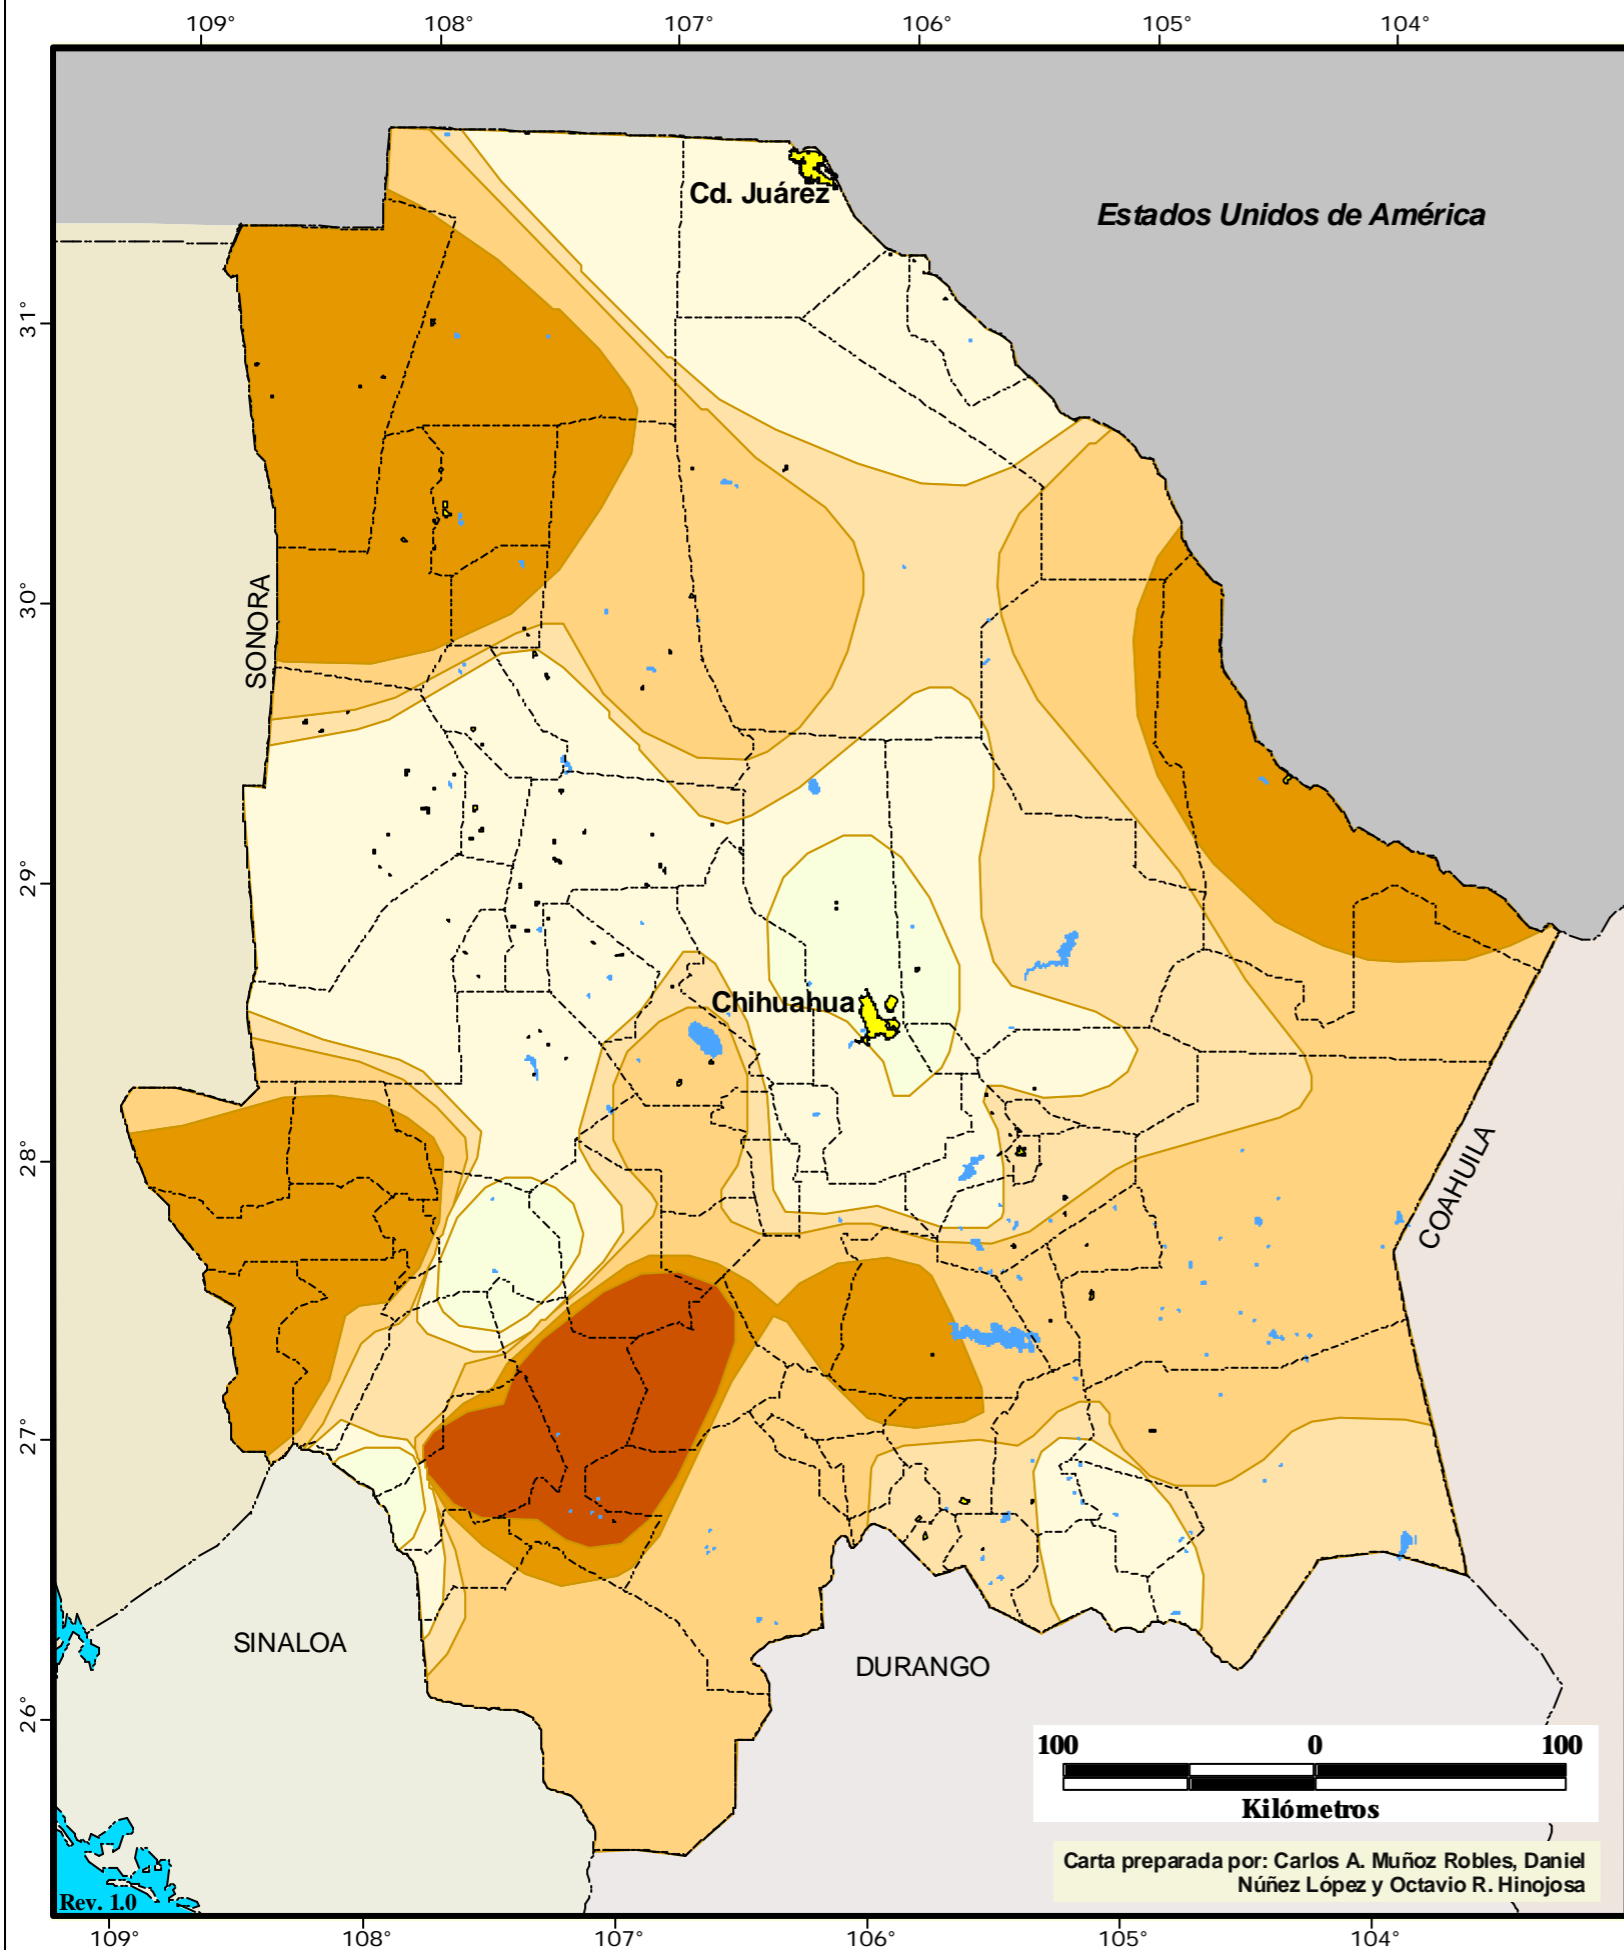 109° 108° 107° 106° 105° 104°
Cd. Juárez
Estados Unidos de América
31°
SONORA
30°
29°
Chihuahua
28°
COAHUILA
27°
SINALOA
DURANGO
26°
100 0 100
Kilómetros
Carta preparada por: Carlos A. Muñoz Robles, Daniel
Núñez López y Octavio R. Hinojosa
Rev. 1.0
109° 108° 107° 106° 105° 104°